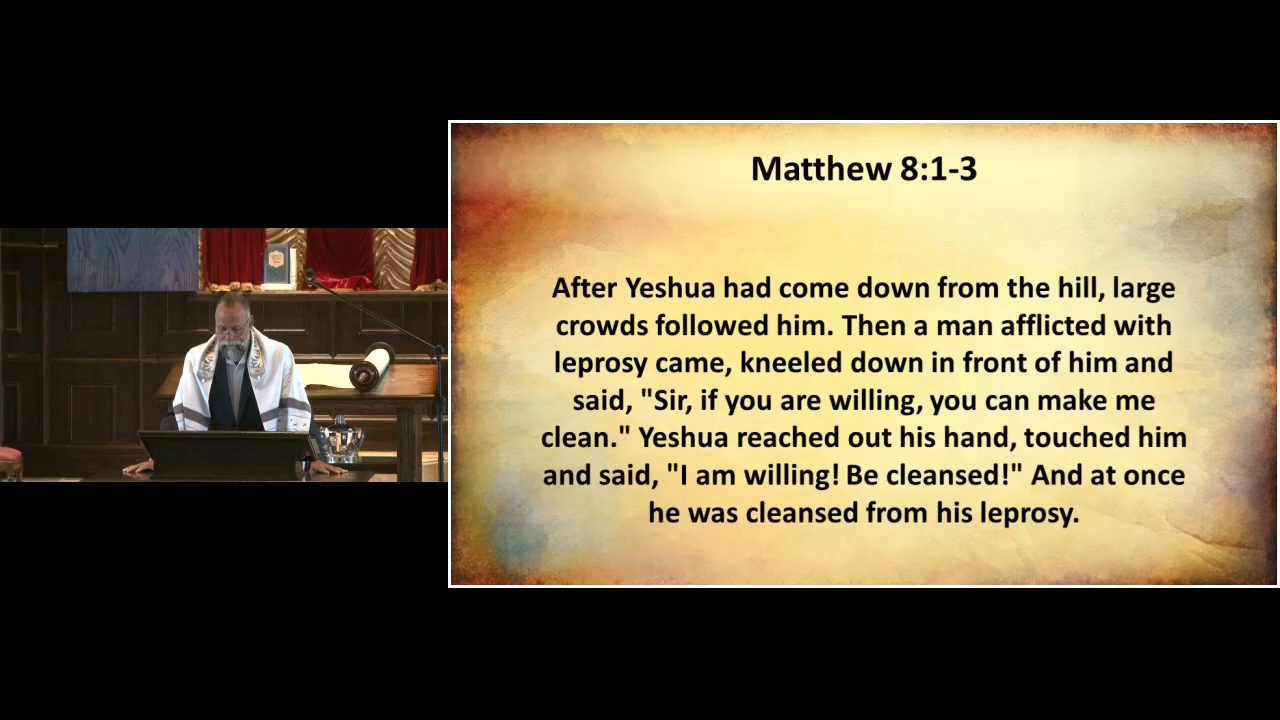 Matthew 8:1-3
After Yeshua had come down from the hill, large
crowds followed him. Then a man afflicted with
leprosy came, kneeled down in front of him and
said, "Sir, if you are willing, you can make me
clean." Yeshua reached out his hand, touched him
and said, "I am willing! Be cleansed!" And at once
he was cleansed from his leprosy.